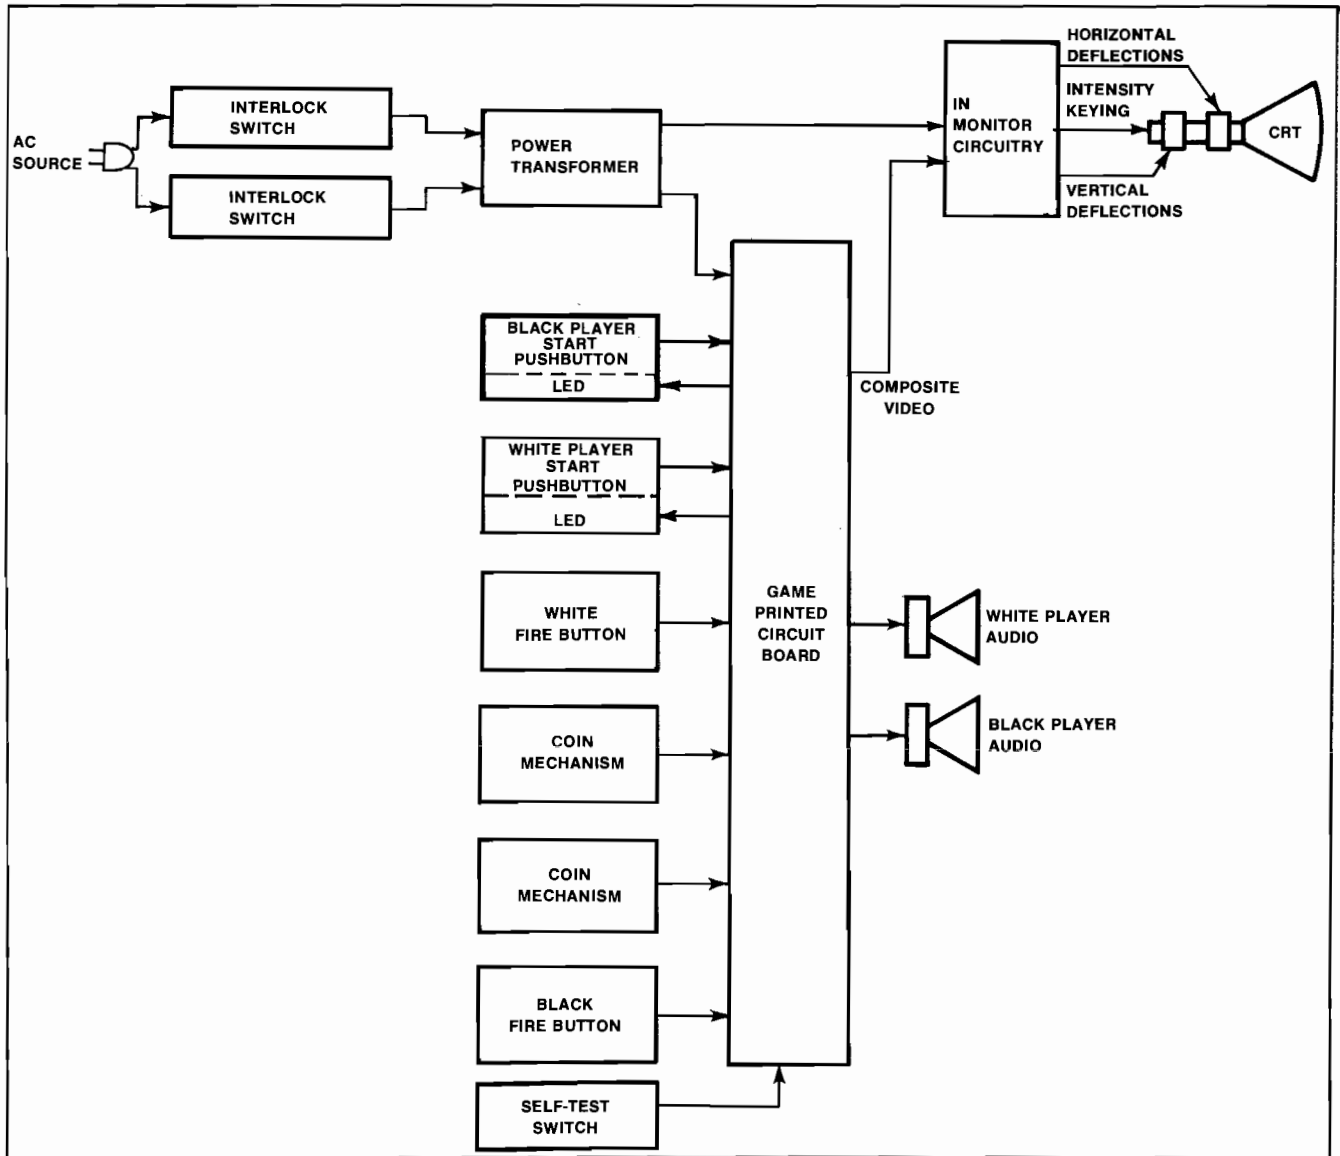 HORIZONTAL
DEFLECTIONS
INTERLOCK
SWITCH
INTENSITY
KEYING
IN
MONITOR
CIRCUITRY
CRT
AC
SOURCE
POWER
TRANSFORMER
INTERLOCK
SWITCH
VERTICAL
DEFLECTIONS
BLACK PLAYER
START
PUSHBUTTON
LED
COMPOSITE
VIDEO
WHITE PLAYER
START
PUSHBUTTON
LED
WHITE
FIRE BUTTON
GAME
PRINTED
CIRCUIT
BOARD
WHITE PLAYER
AUDIO
COIN
MECHANISM
BLACK PLAYER
AUDIO
COIN
MECHANISM
BLACK
FIRE BUTTON
SELF-TEST
SWITCH